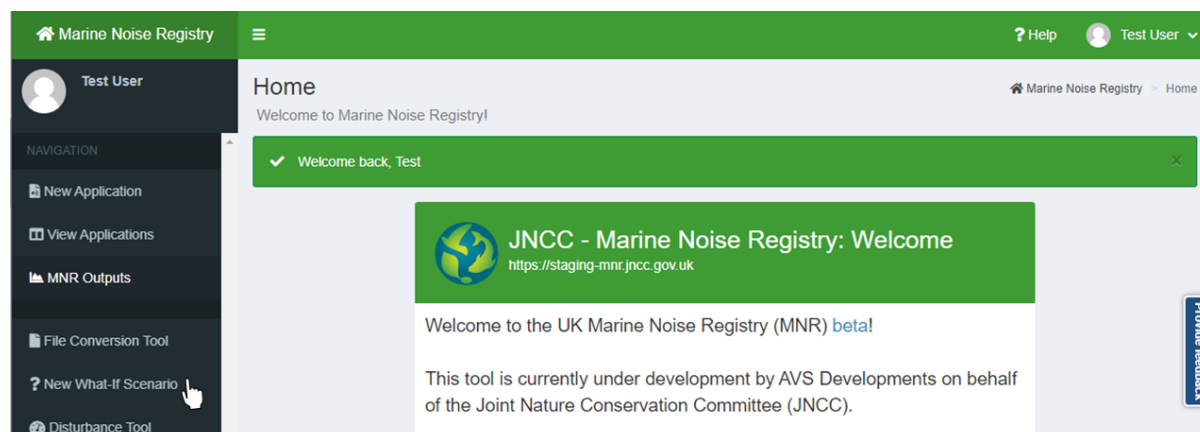 Marine Noise Registry
? Help
Test User
Test User
Home
Marine Noise Registry > Home
Welcome to Marine Noise Registry!
NAVIGATION
Welcome back, Test
×
New Application
View Applications
MNR Outputs
File Conversion Tool
? New What-If Scenario
Disturbance Tool
JNCC - Marine Noise Registry: Welcome
https://staging-mnr.jncc.gov.uk
Welcome to the UK Marine Noise Registry (MNR) beta!
This tool is currently under development by AVS Developments on behalf
of the Joint Nature Conservation Committee (JNCC).
Provide feedback